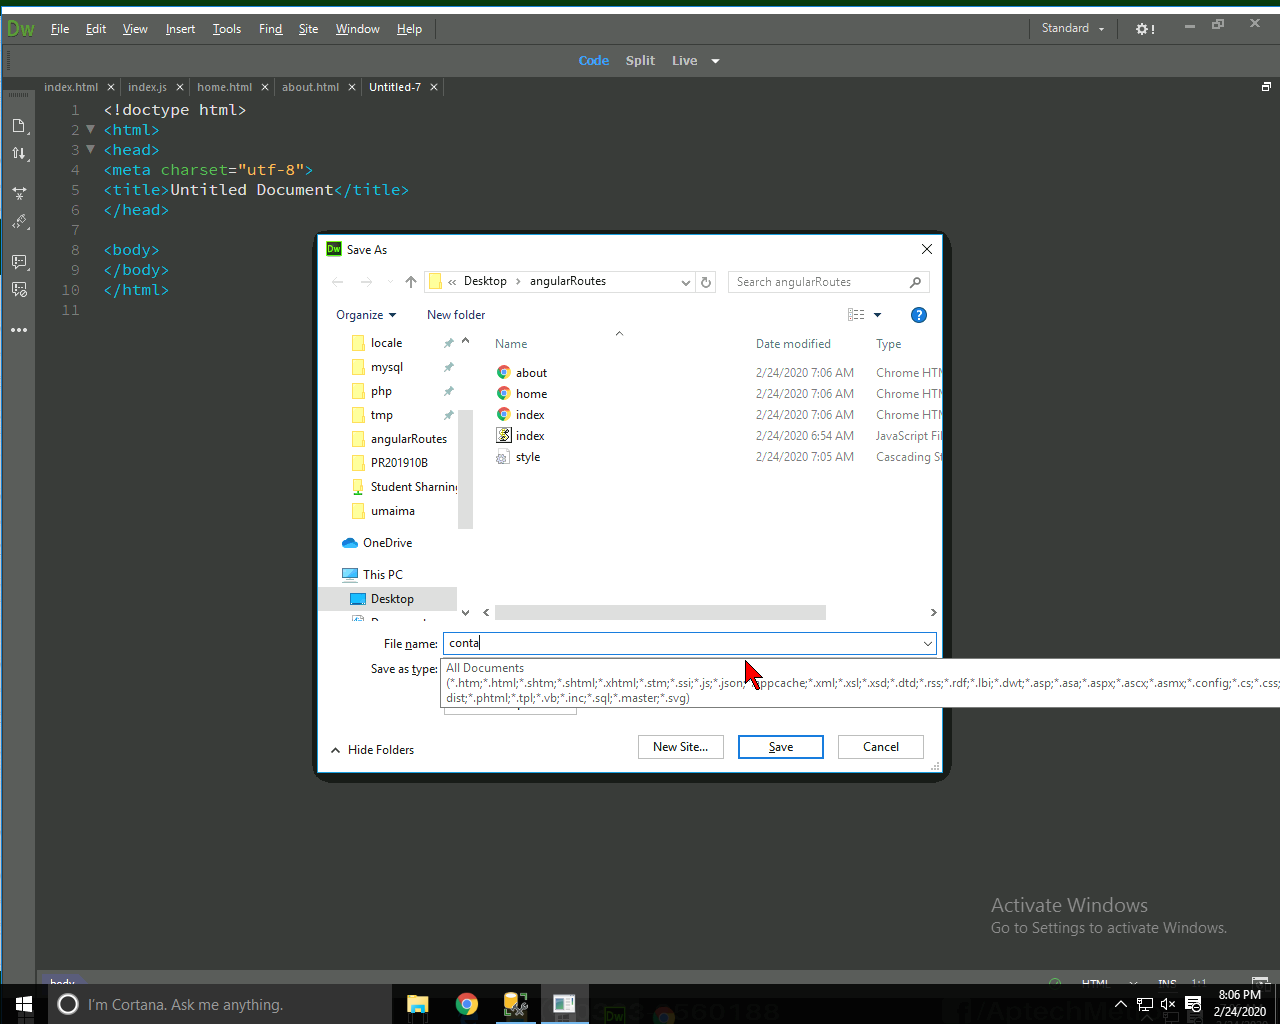 Dw File Edit View Insert Tools Find Site Window Help Standard !
Code Split Live
index.html × index.js × home.html × about.html × Untitled-7 ×
1 <!doctype html>
2 <html>
3 <head>
4 <meta charset="utf-8">
5 <title>Untitled Document</title>
6 </head>
7
8 <body>
9 </body>
10 </html>
11
Dw Save As
« Desktop › angularRoutes Search angularRoutes
Organize New folder ?
Name Date modified Type
locale
mysql
php
tmp
angularRoutes
PR201910B
Student Sharning
umaima
OneDrive
This PC
Desktop
about 2/24/2020 7:06 AM Chrome HTM
home 2/24/2020 7:06 AM Chrome HTM
index 2/24/2020 7:06 AM Chrome HTM
index 2/24/2020 6:54 AM JavaScript Fil
style 2/24/2020 7:05 AM Cascading St
File name: conta
Save as type: All Documents
(*.htm;*.html;*.shtm;*.shtml;*.xhtml;*.stm;*.ssi;*.js;*.json; ppcache;*.xml;*.xsl;*.xsd;*.dtd;*.rss;*.rdf;*.lbi;*.dwt;*.asp;*.asa;*.aspx;*.ascx;*.asmx;*.config;*.cs;*.css;
dist;*.phtml;*.tpl;*.vb;*.inc;*.sql;*.master;*.svg)
Hide Folders New Site... Save Cancel
Activate Windows
Go to Settings to activate Windows.
body HTML INS 1:1
I'm Cortana. Ask me anything.
8:06 PM
2/24/2020